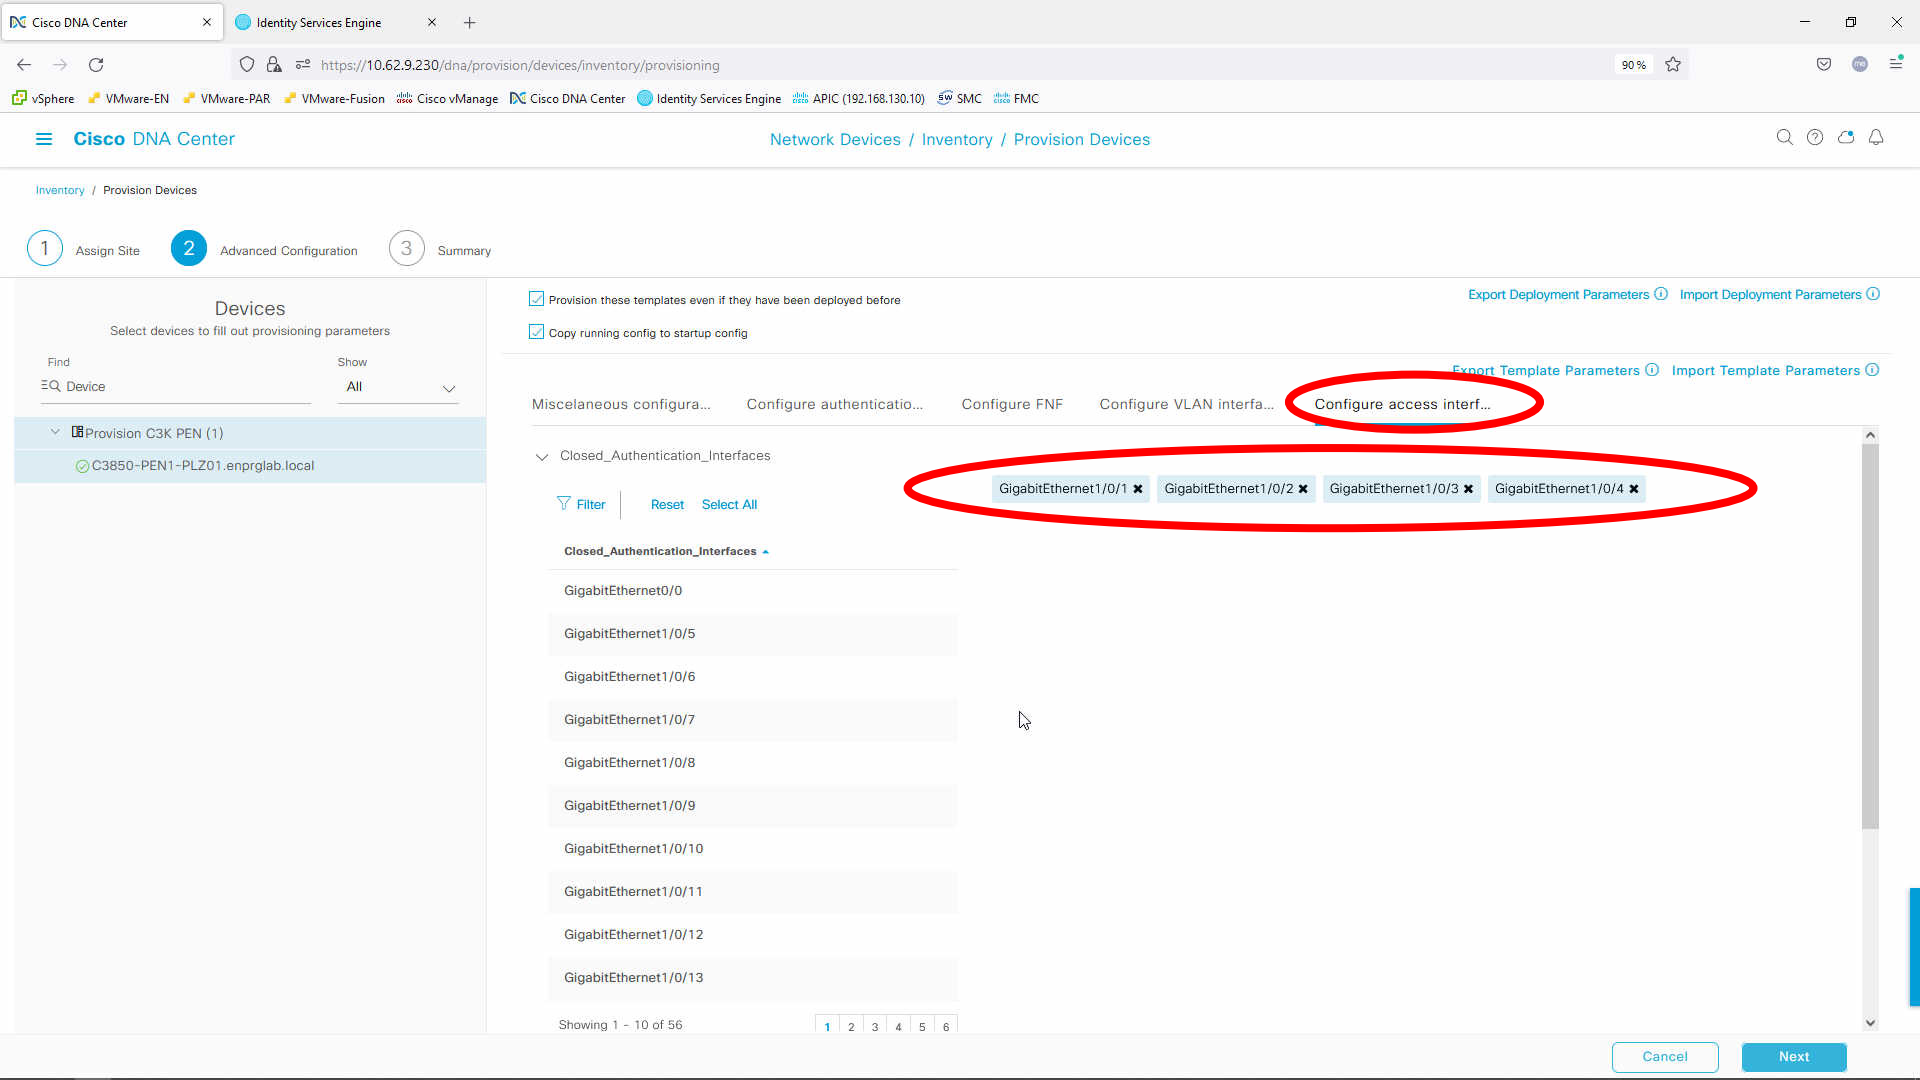 Cisco DNA Center
Identity Services Engine
https://10.62.9.230/dna/provision/devices/inventory/provisioning
90%
me
vSphere VMware-EN VMware-PAR VMware-Fusion Cisco vManage Cisco DNA Center Identity Services Engine APIC (192.168.130.10) SMC FMC
Cisco DNA Center
Network Devices / Inventory / Provision Devices
Inventory / Provision Devices
1 Assign Site 2 Advanced Configuration 3 Summary
Devices
Select devices to fill out provisioning parameters
Find Show
Device All
Provision C3K PEN (1)
C3850-PEN1-PLZ01.enprglab.local
Provision these templates even if they have been deployed before
Export Deployment Parameters Import Deployment Parameters
Copy running config to startup config
Export Template Parameters Import Template Parameters
Miscelaneous configura... Configure authenticatio... Configure FNF Configure VLAN interfa... Configure access interf...
Closed_Authentication_Interfaces
GigabitEthernet1/0/1 GigabitEthernet1/0/2 GigabitEthernet1/0/3 GigabitEthernet1/0/4
Filter Reset Select All
Closed_Authentication_Interfaces
GigabitEthernet0/0
GigabitEthernet1/0/5
GigabitEthernet1/0/6
GigabitEthernet1/0/7
GigabitEthernet1/0/8
GigabitEthernet1/0/9
GigabitEthernet1/0/10
GigabitEthernet1/0/11
GigabitEthernet1/0/12
GigabitEthernet1/0/13
Showing 1 - 10 of 56
1 2 3 4 5 6
Cancel Next